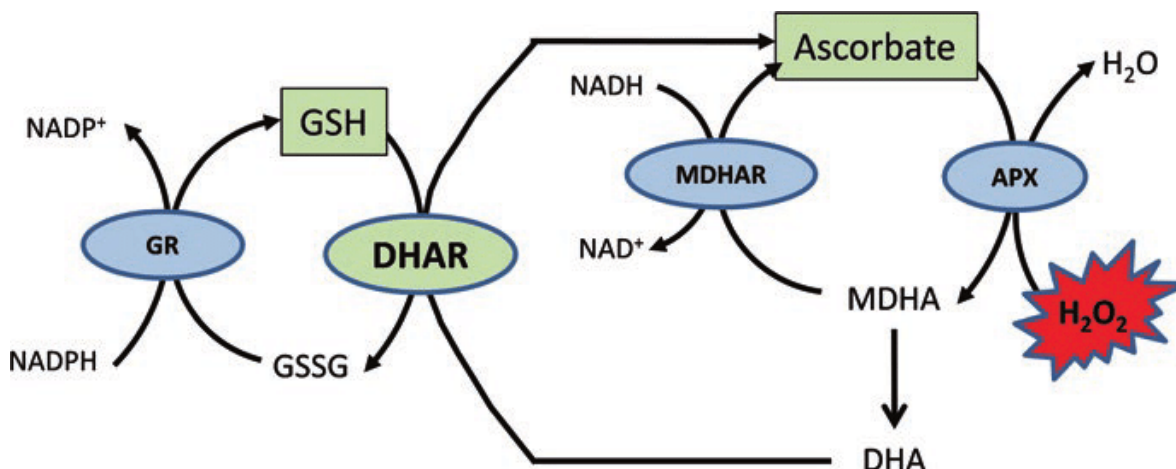 Ascorbate
H₂O
NADH
NADP⁺
GSH
MDHAR
APX
GR
DHAR
NAD⁺
MDHA
H₂O₂
NADPH
GSSG
DHA